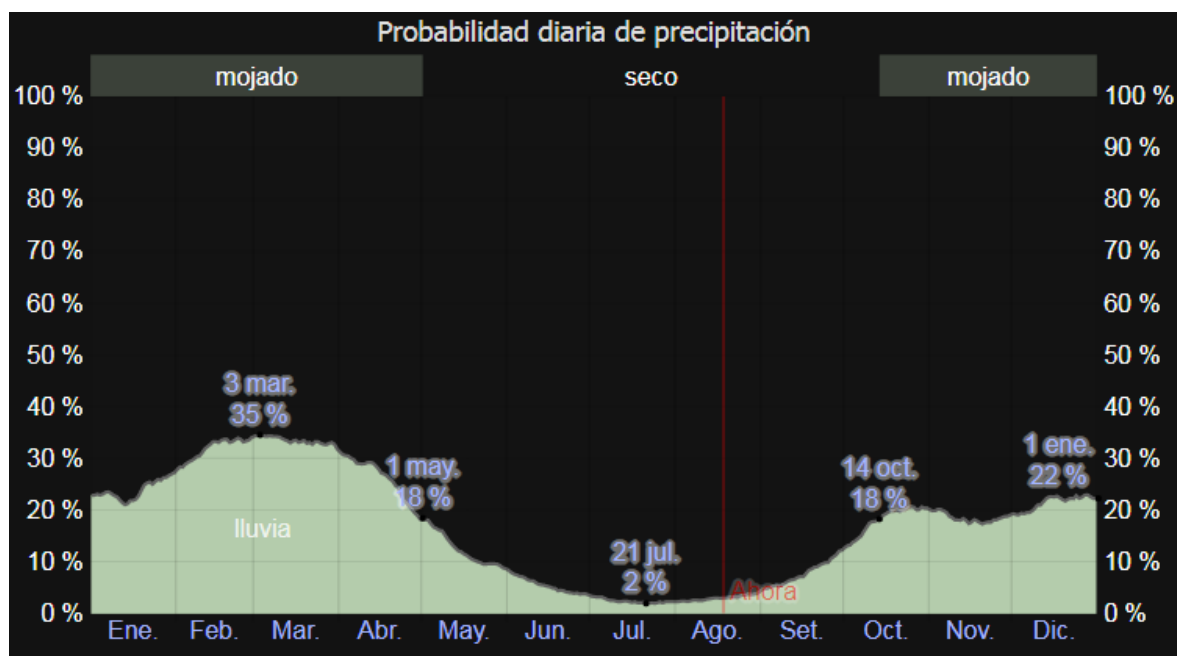 Probabilidad diaria de precipitación
mojado seco mojado
100 % 100 %
90 % 90 %
80 % 80 %
70 % 70 %
60 % 60 %
50 % 50 %
40 % 40 %
30 % 30 %
20 % 20 %
10 % 10 %
0 % 0 %
3 mar.
35 %
1 may.
18 %
21 jul.
2 %
14 oct.
18 %
1 ene.
22 %
lluvia
Ahora
Ene. Feb. Mar. Abr. May. Jun. Jul. Ago. Set. Oct. Nov. Dic.